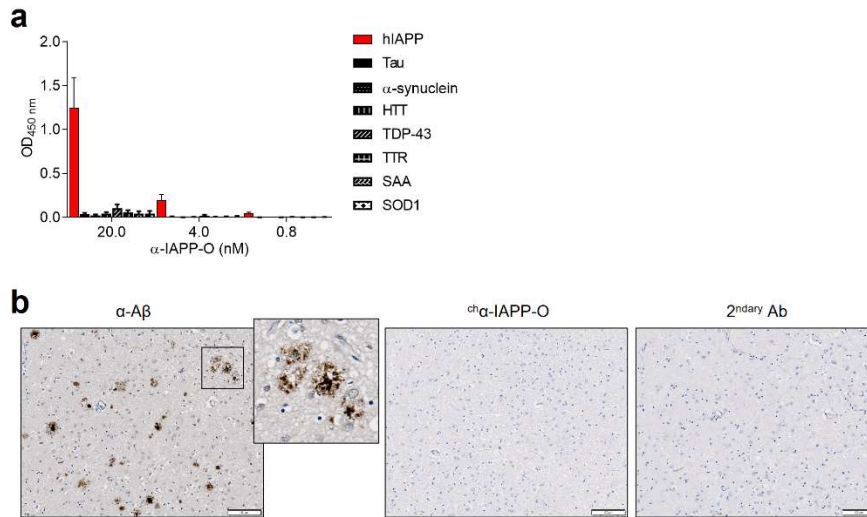 a
2.0
1.5
1.0
0.5
0.0
OD450 nm
20.0 4.0 0.8
α-IAPP-O (nM)
hIAPP
Tau
α-synuclein
HTT
TDP-43
TTR
SAA
SOD1
b
α-Aβ
chα-IAPP-O
2ndary Ab